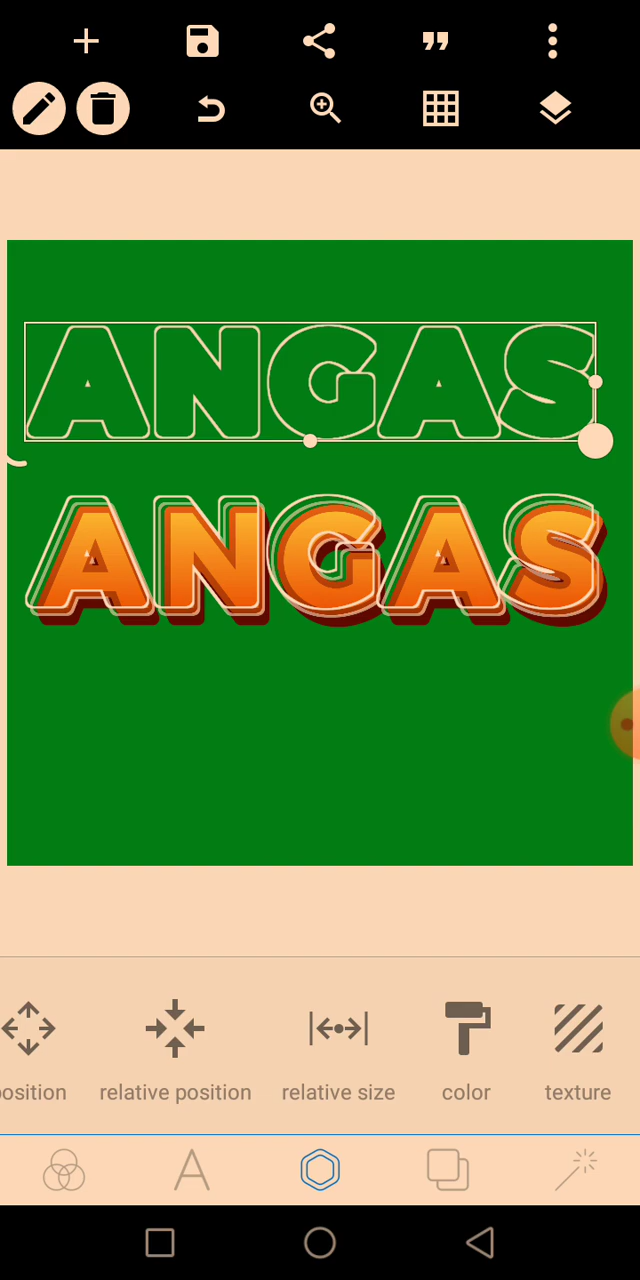 ANGAS
ANGAS
osition
relative position
relative size
color
texture